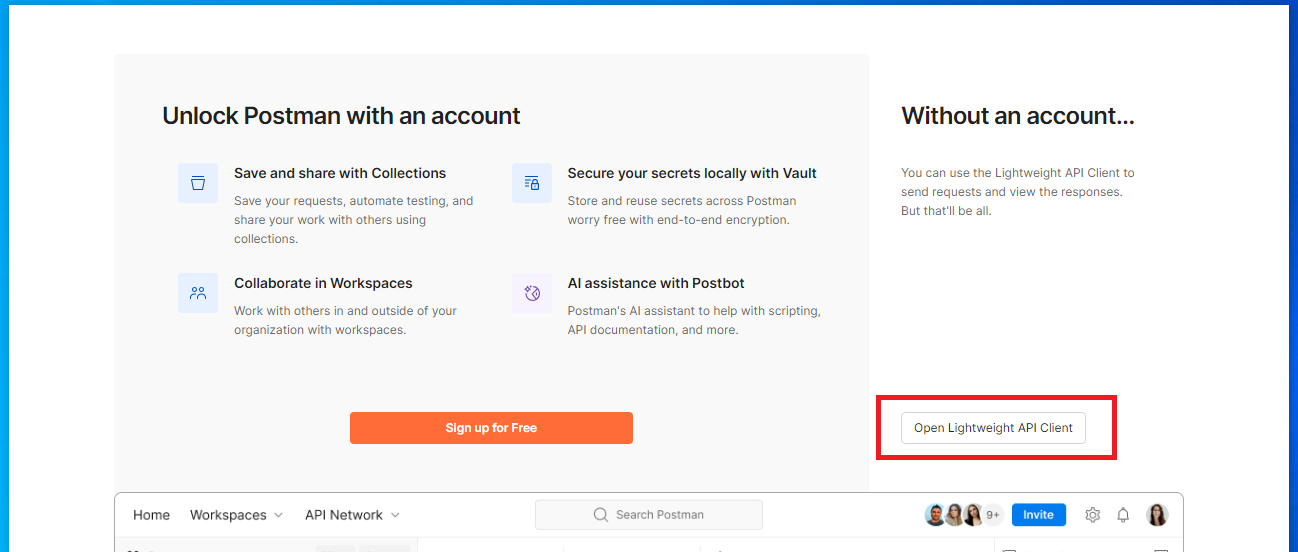 Unlock Postman with an account
Save and share with Collections
Save your requests, automate testing, and
share your work with others using
collections.
Secure your secrets locally with Vault
Store and reuse secrets across Postman
worry free with end-to-end encryption.
Collaborate in Workspaces
Work with others in and outside of your
organization with workspaces.
AI assistance with Postbot
Postman's AI assistant to help with scripting,
API documentation, and more.
Sign up for Free
Without an account...
You can use the Lightweight API Client to
send requests and view the responses.
But that'll be all.
Open Lightweight API Client
Home Workspaces API Network Search Postman 9+ Invite